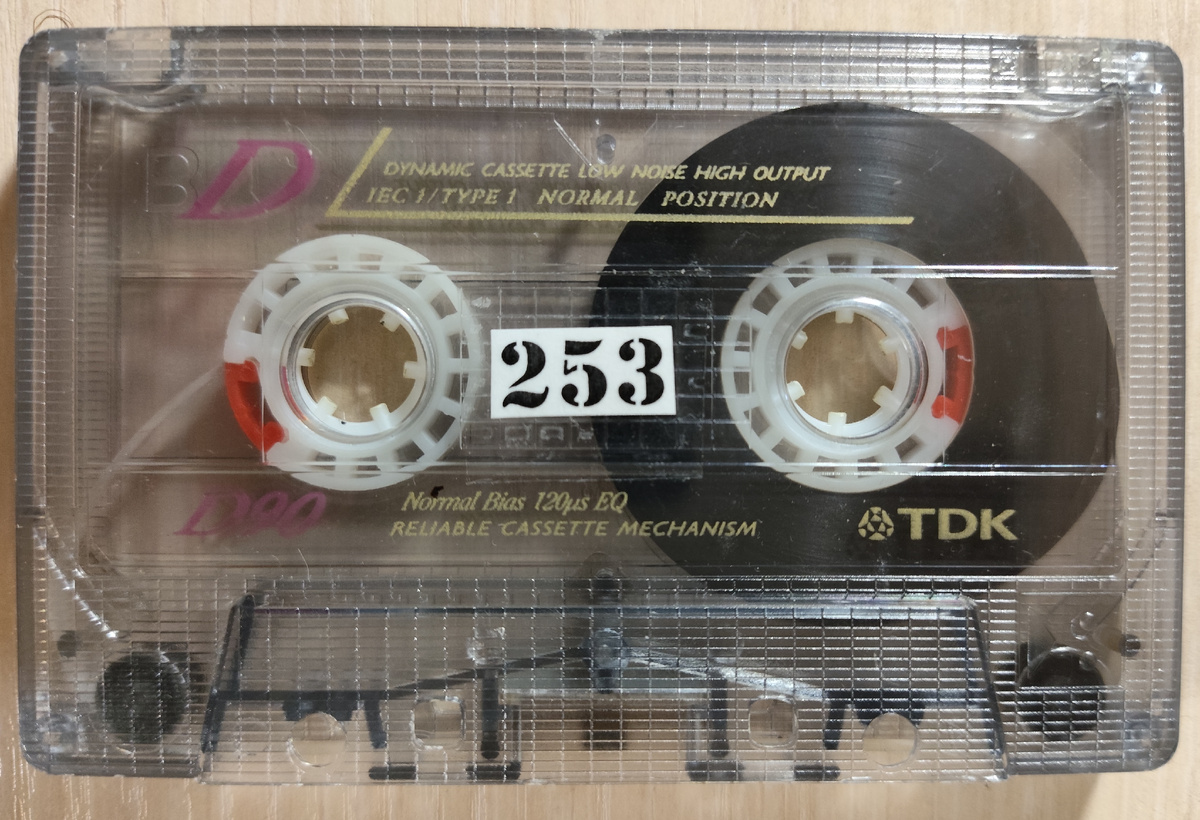 B D
DYNAMIC CASSETTE LOW NOISE HIGH OUTPUT
IEC I/TYPE I NORMAL POSITION
253
D90
Normal Bias 120µs EQ
RELIABLE CASSETTE MECHANISM
TDK